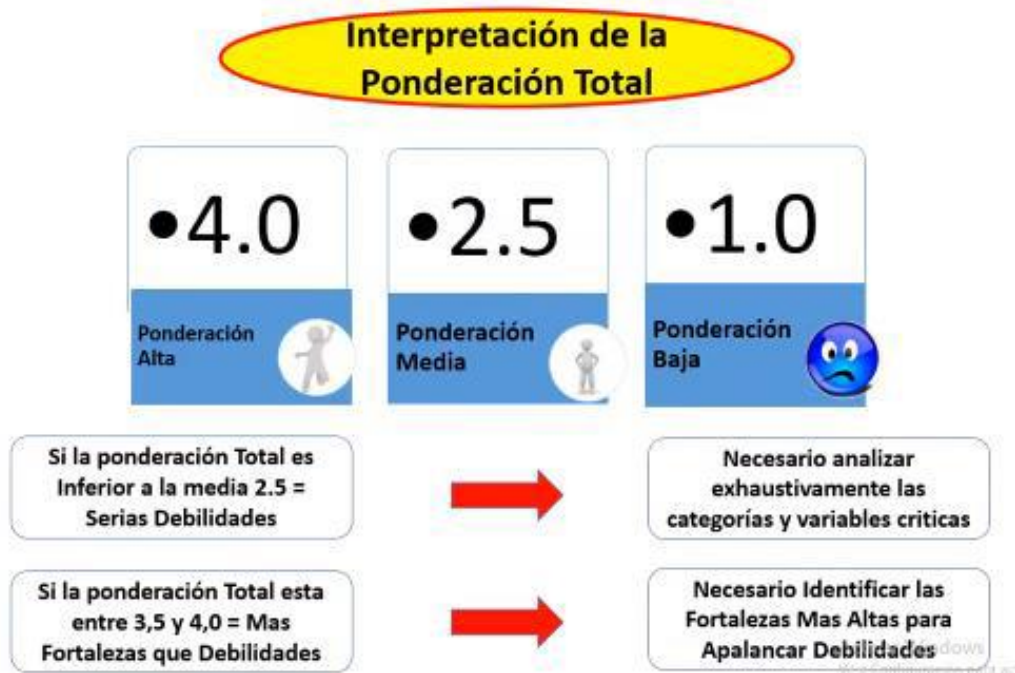 Interpretación de la
Ponderación Total
•4.0
•2.5
•1.0
Ponderación
Alta
Ponderación
Media
Ponderación
Baja
Si la ponderación Total es
Inferior a la media 2.5 =
Serias Debilidades
Necesario analizar
exhaustivamente las
categorías y variables criticas
Si la ponderación Total esta
entre 3,5 y 4,0 = Mas
Fortalezas que Debilidades
Necesario Identificar las
Fortalezas Mas Altas para
Apalancar Debilidades